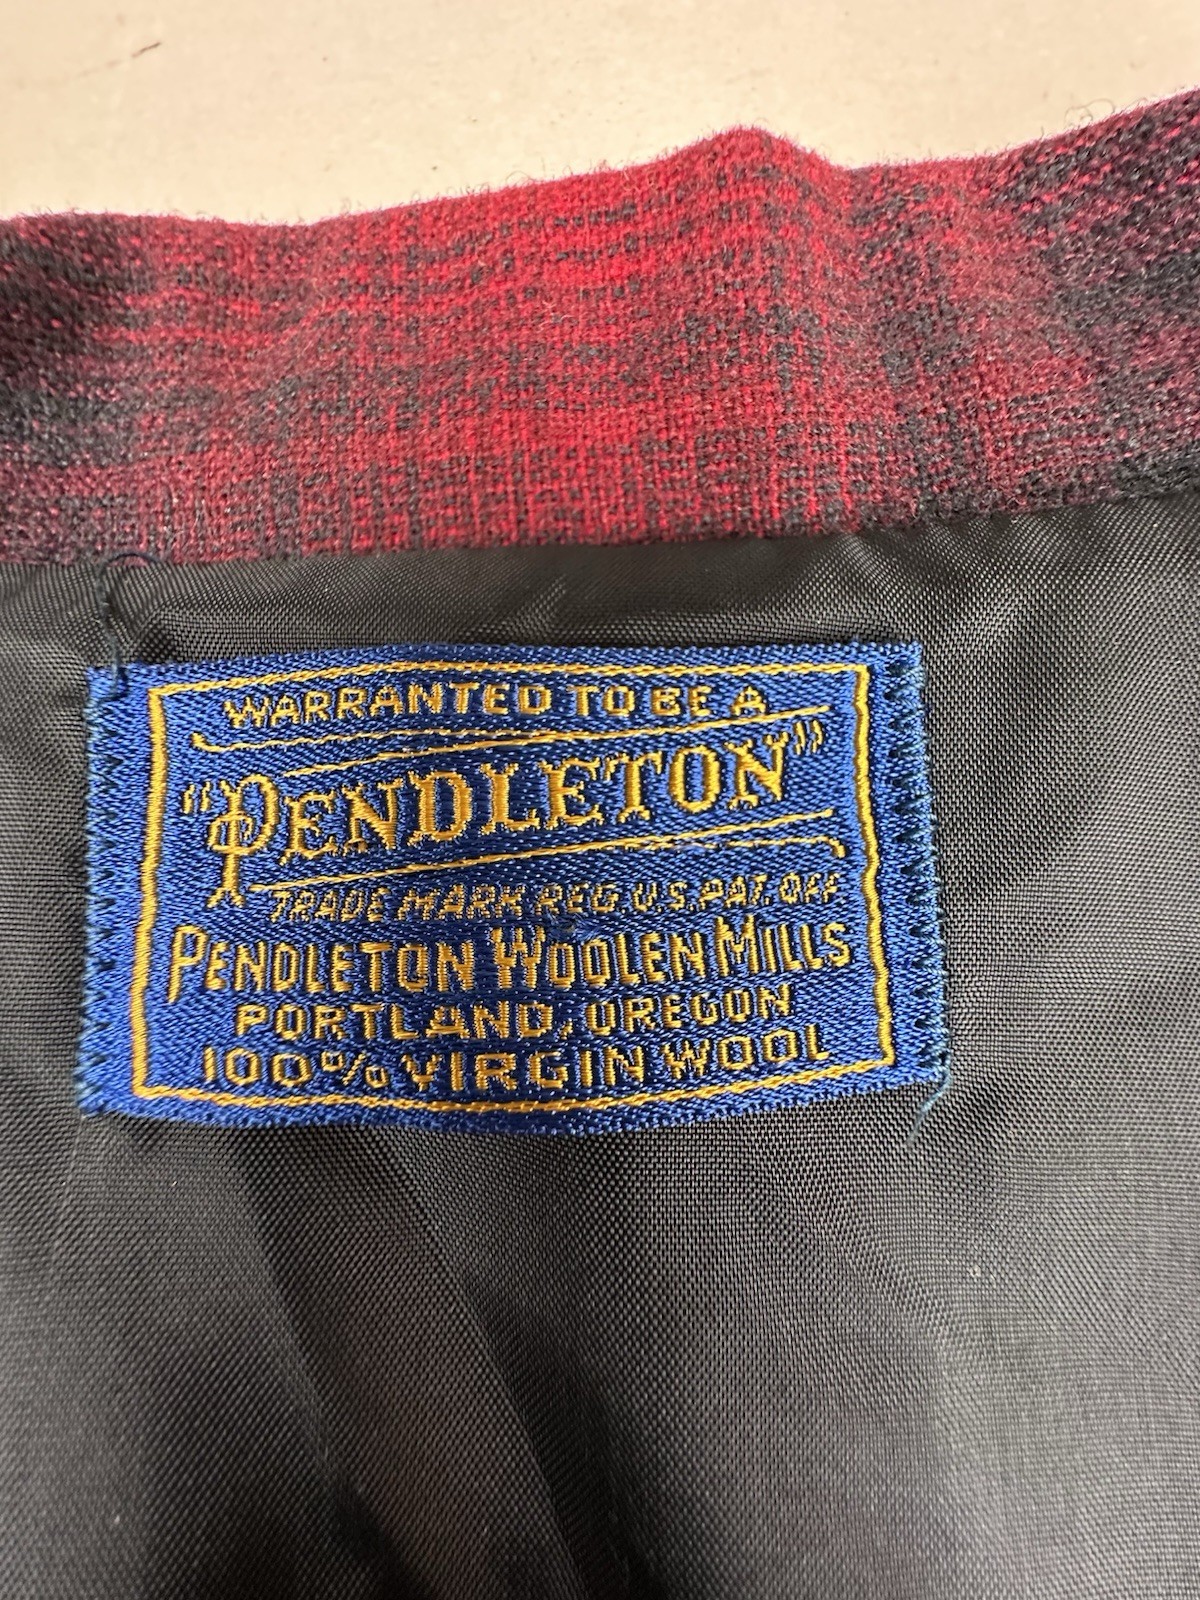 WARRANTED TO BE A
"PENDLETON"
TRADE MARK REG. U.S. PAT. OFF.
PENDLETON WOOLEN MILLS
PORTLAND, OREGON
100% VIRGIN WOOL